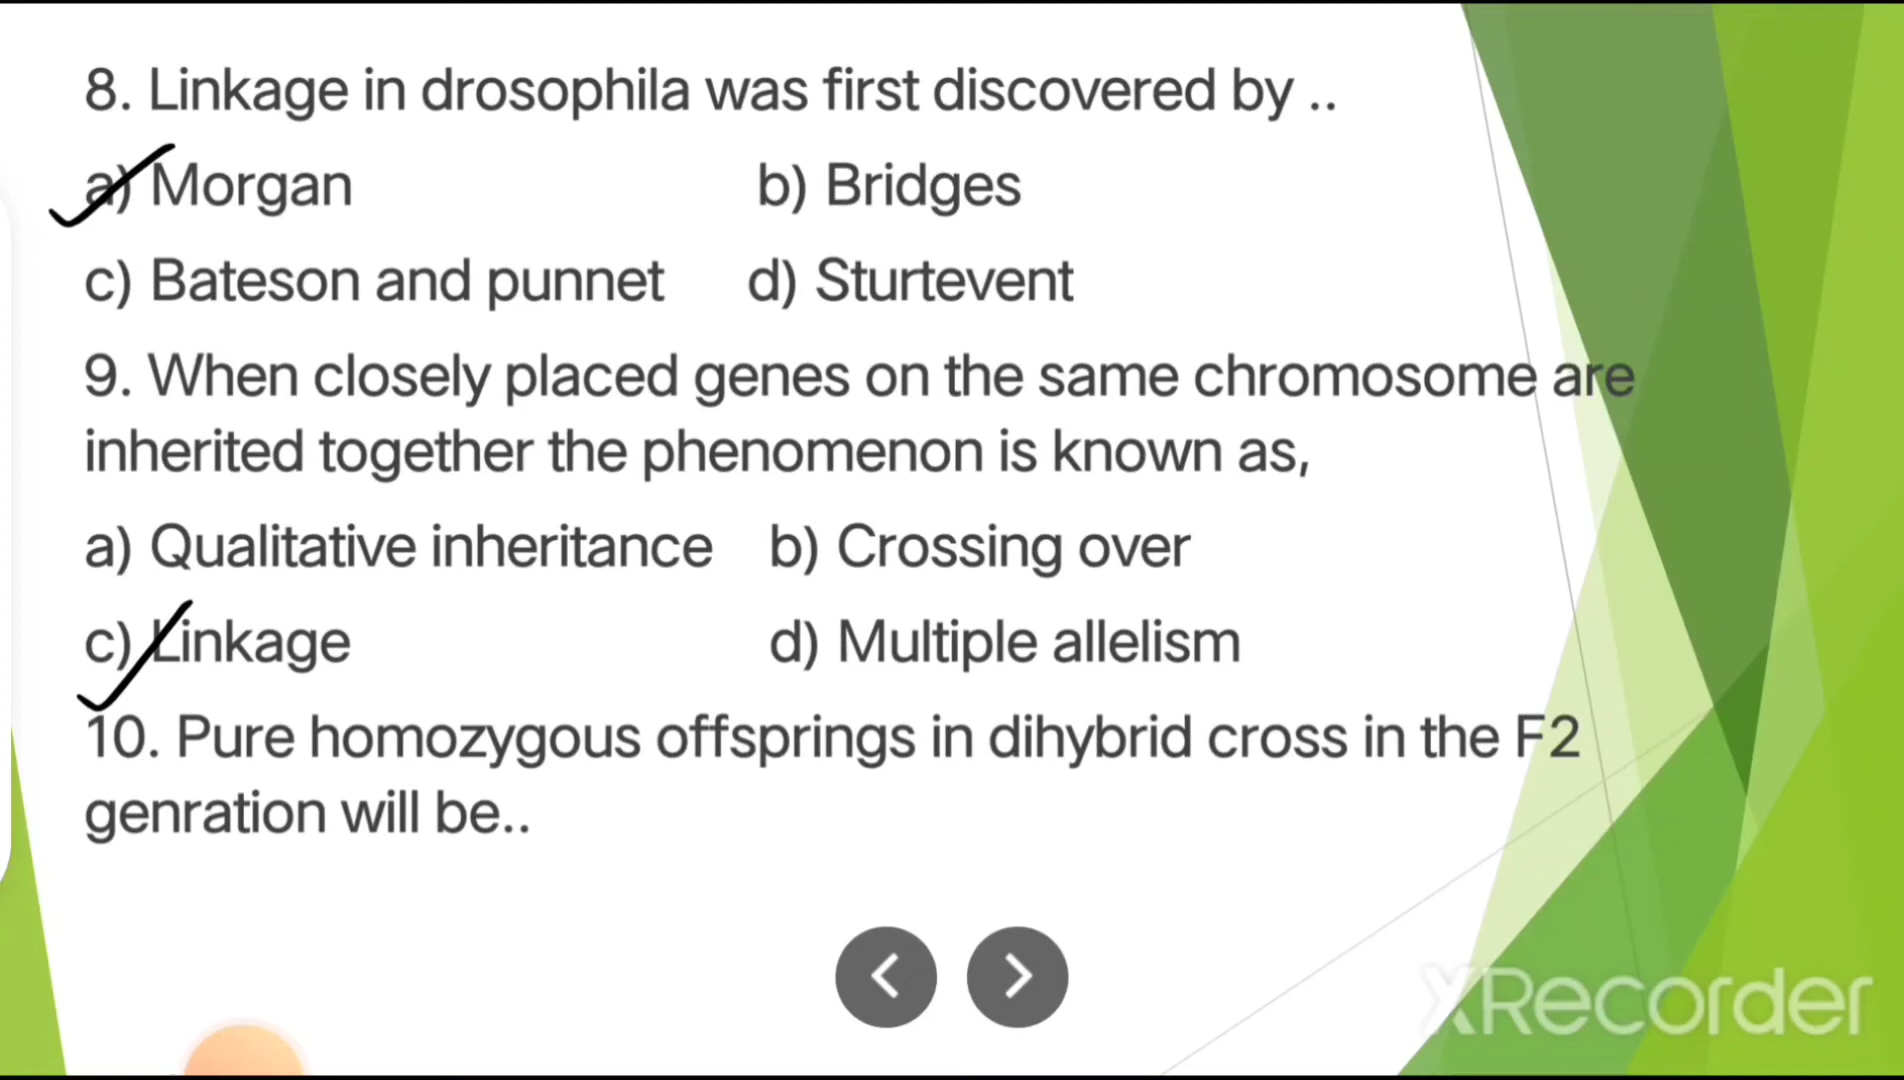 8. Linkage in drosophila was first discovered by ..
a) Morgan b) Bridges
c) Bateson and punnet d) Sturtevent
9. When closely placed genes on the same chromosome are
inherited together the phenomenon is known as,
a) Qualitative inheritance b) Crossing over
c) Linkage d) Multiple allelism
10. Pure homozygous offsprings in dihybrid cross in the F2
genration will be..
XRecorder